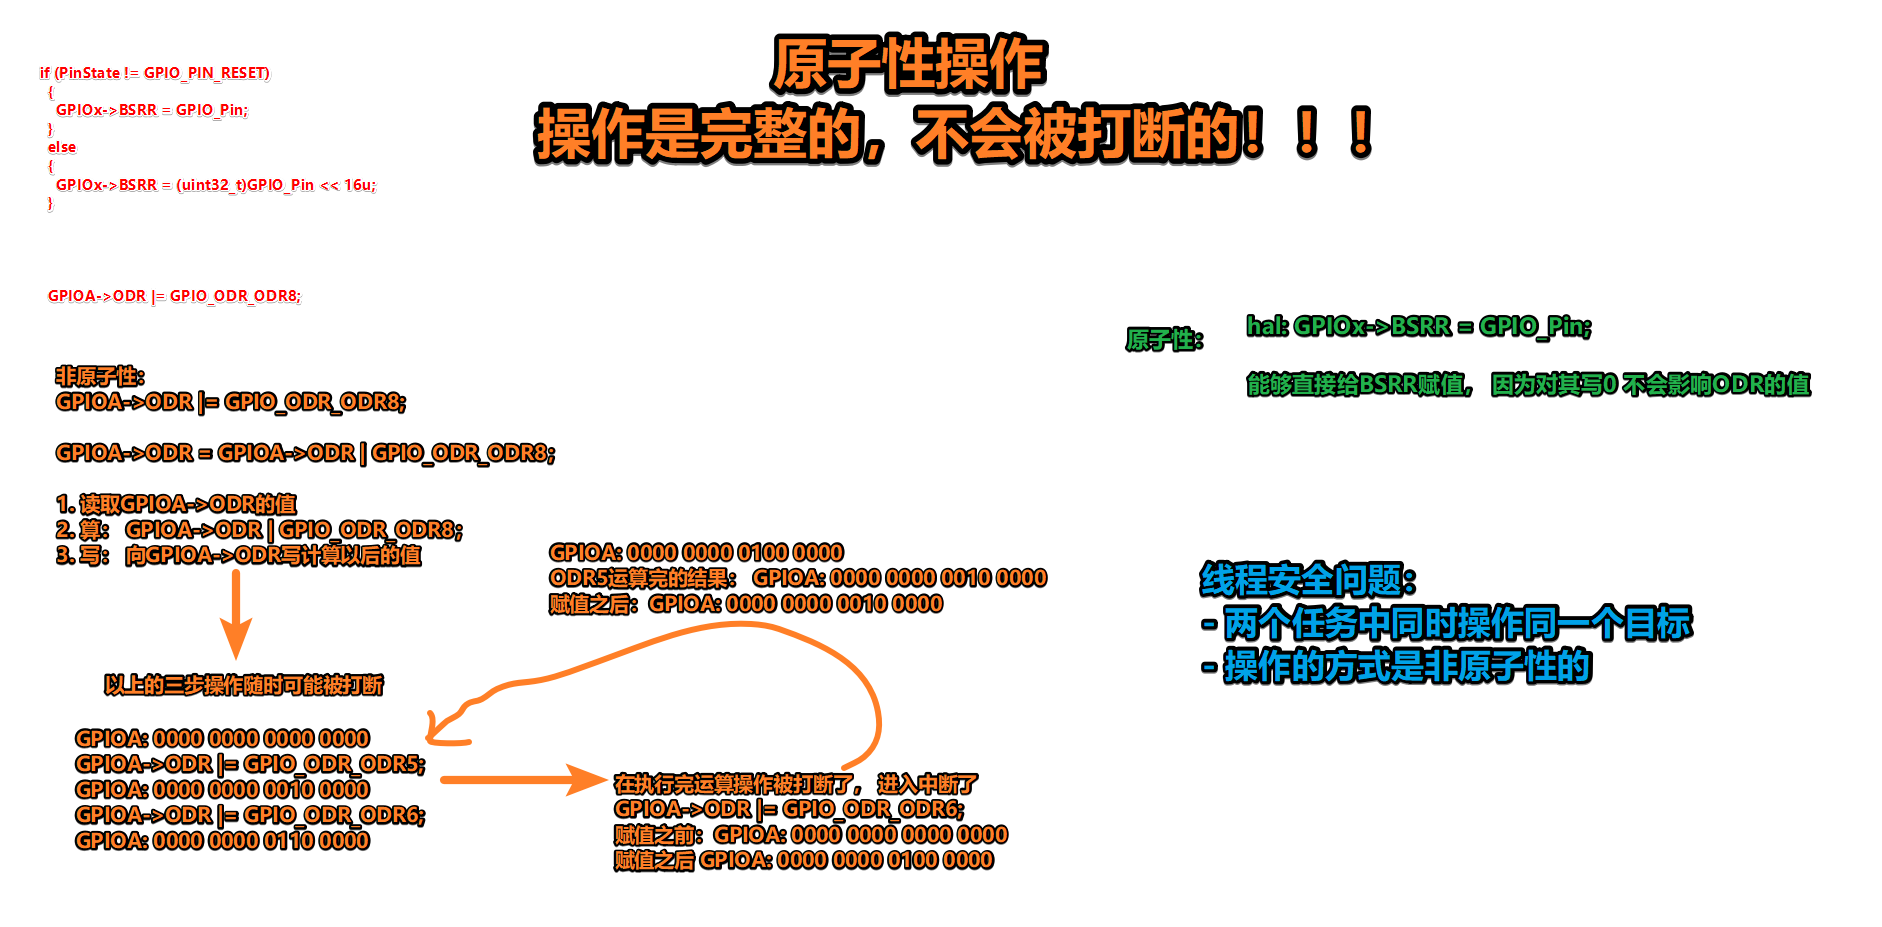 原子性操作
操作是完整的，不会被打断的！！！
if (PinState != GPIO_PIN_RESET)
{
GPIOx->BSRR = GPIO_Pin;
}
else
{
GPIOx->BSRR = (uint32_t)GPIO_Pin << 16u;
}
GPIOA->ODR |= GPIO_ODR_ODR8;
非原子性：
GPIOA->ODR |= GPIO_ODR_ODR8;
GPIOA->ODR = GPIOA->ODR | GPIO_ODR_ODR8;
1. 读取GPIOA->ODR的值
2. 算： GPIOA->ODR | GPIO_ODR_ODR8;
3. 写： 向GPIOA->ODR写计算以后的值
以上的三步操作随时可能被打断
GPIOA: 0000 0000 0000 0000
GPIOA->ODR |= GPIO_ODR_ODR5;
GPIOA: 0000 0000 0010 0000
GPIOA->ODR |= GPIO_ODR_ODR6;
GPIOA: 0000 0000 0110 0000
GPIOA: 0000 0000 0100 0000
ODR5运算完的结果： GPIOA: 0000 0000 0010 0000
赋值之后：GPIOA: 0000 0000 0010 0000
在执行完运算操作被打断了， 进入中断了
GPIOA->ODR |= GPIO_ODR_ODR6;
赋值之前：GPIOA: 0000 0000 0000 0000
赋值之后 GPIOA: 0000 0000 0100 0000
原子性：
hal: GPIOx->BSRR = GPIO_Pin;
能够直接给BSRR赋值， 因为对其写0 不会影响ODR的值
线程安全问题：
- 两个任务中同时操作同一个目标
- 操作的方式是非原子性的